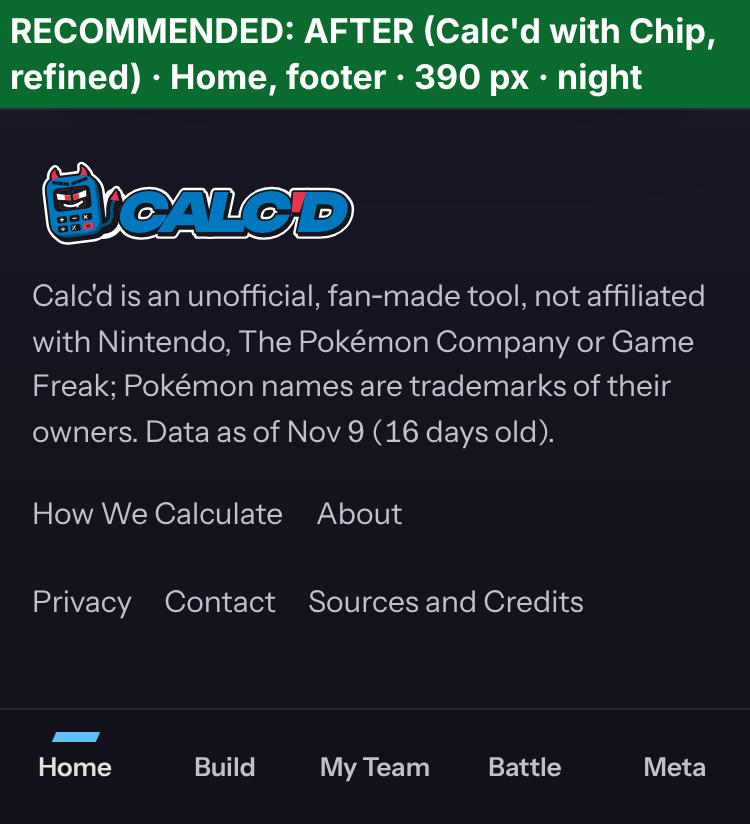 RECOMMENDED: AFTER (Calc'd with Chip,
refined) · Home, footer · 390 px · night
CALC'D
Calc'd is an unofficial, fan-made tool, not affiliated
with Nintendo, The Pokémon Company or Game
Freak; Pokémon names are trademarks of their
owners. Data as of Nov 9 (16 days old).
How We Calculate About
Privacy Contact Sources and Credits
Home Build My Team Battle Meta